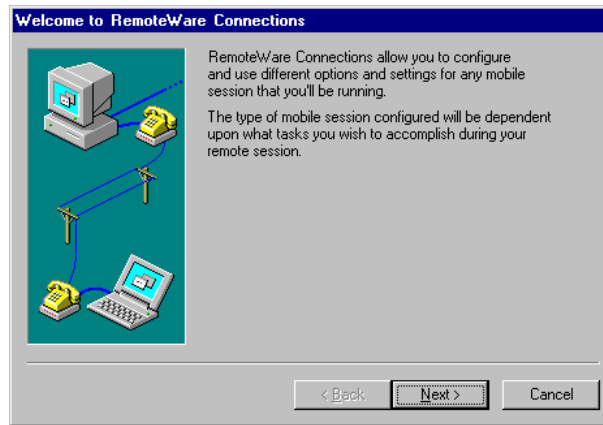 Welcome to RemoteWare Connections
RemoteWare Connections allow you to configure
and use different options and settings for any mobile
session that you'll be running.
The type of mobile session configured will be dependent
upon what tasks you wish to accomplish during your
remote session.
< Back
Next >
Cancel